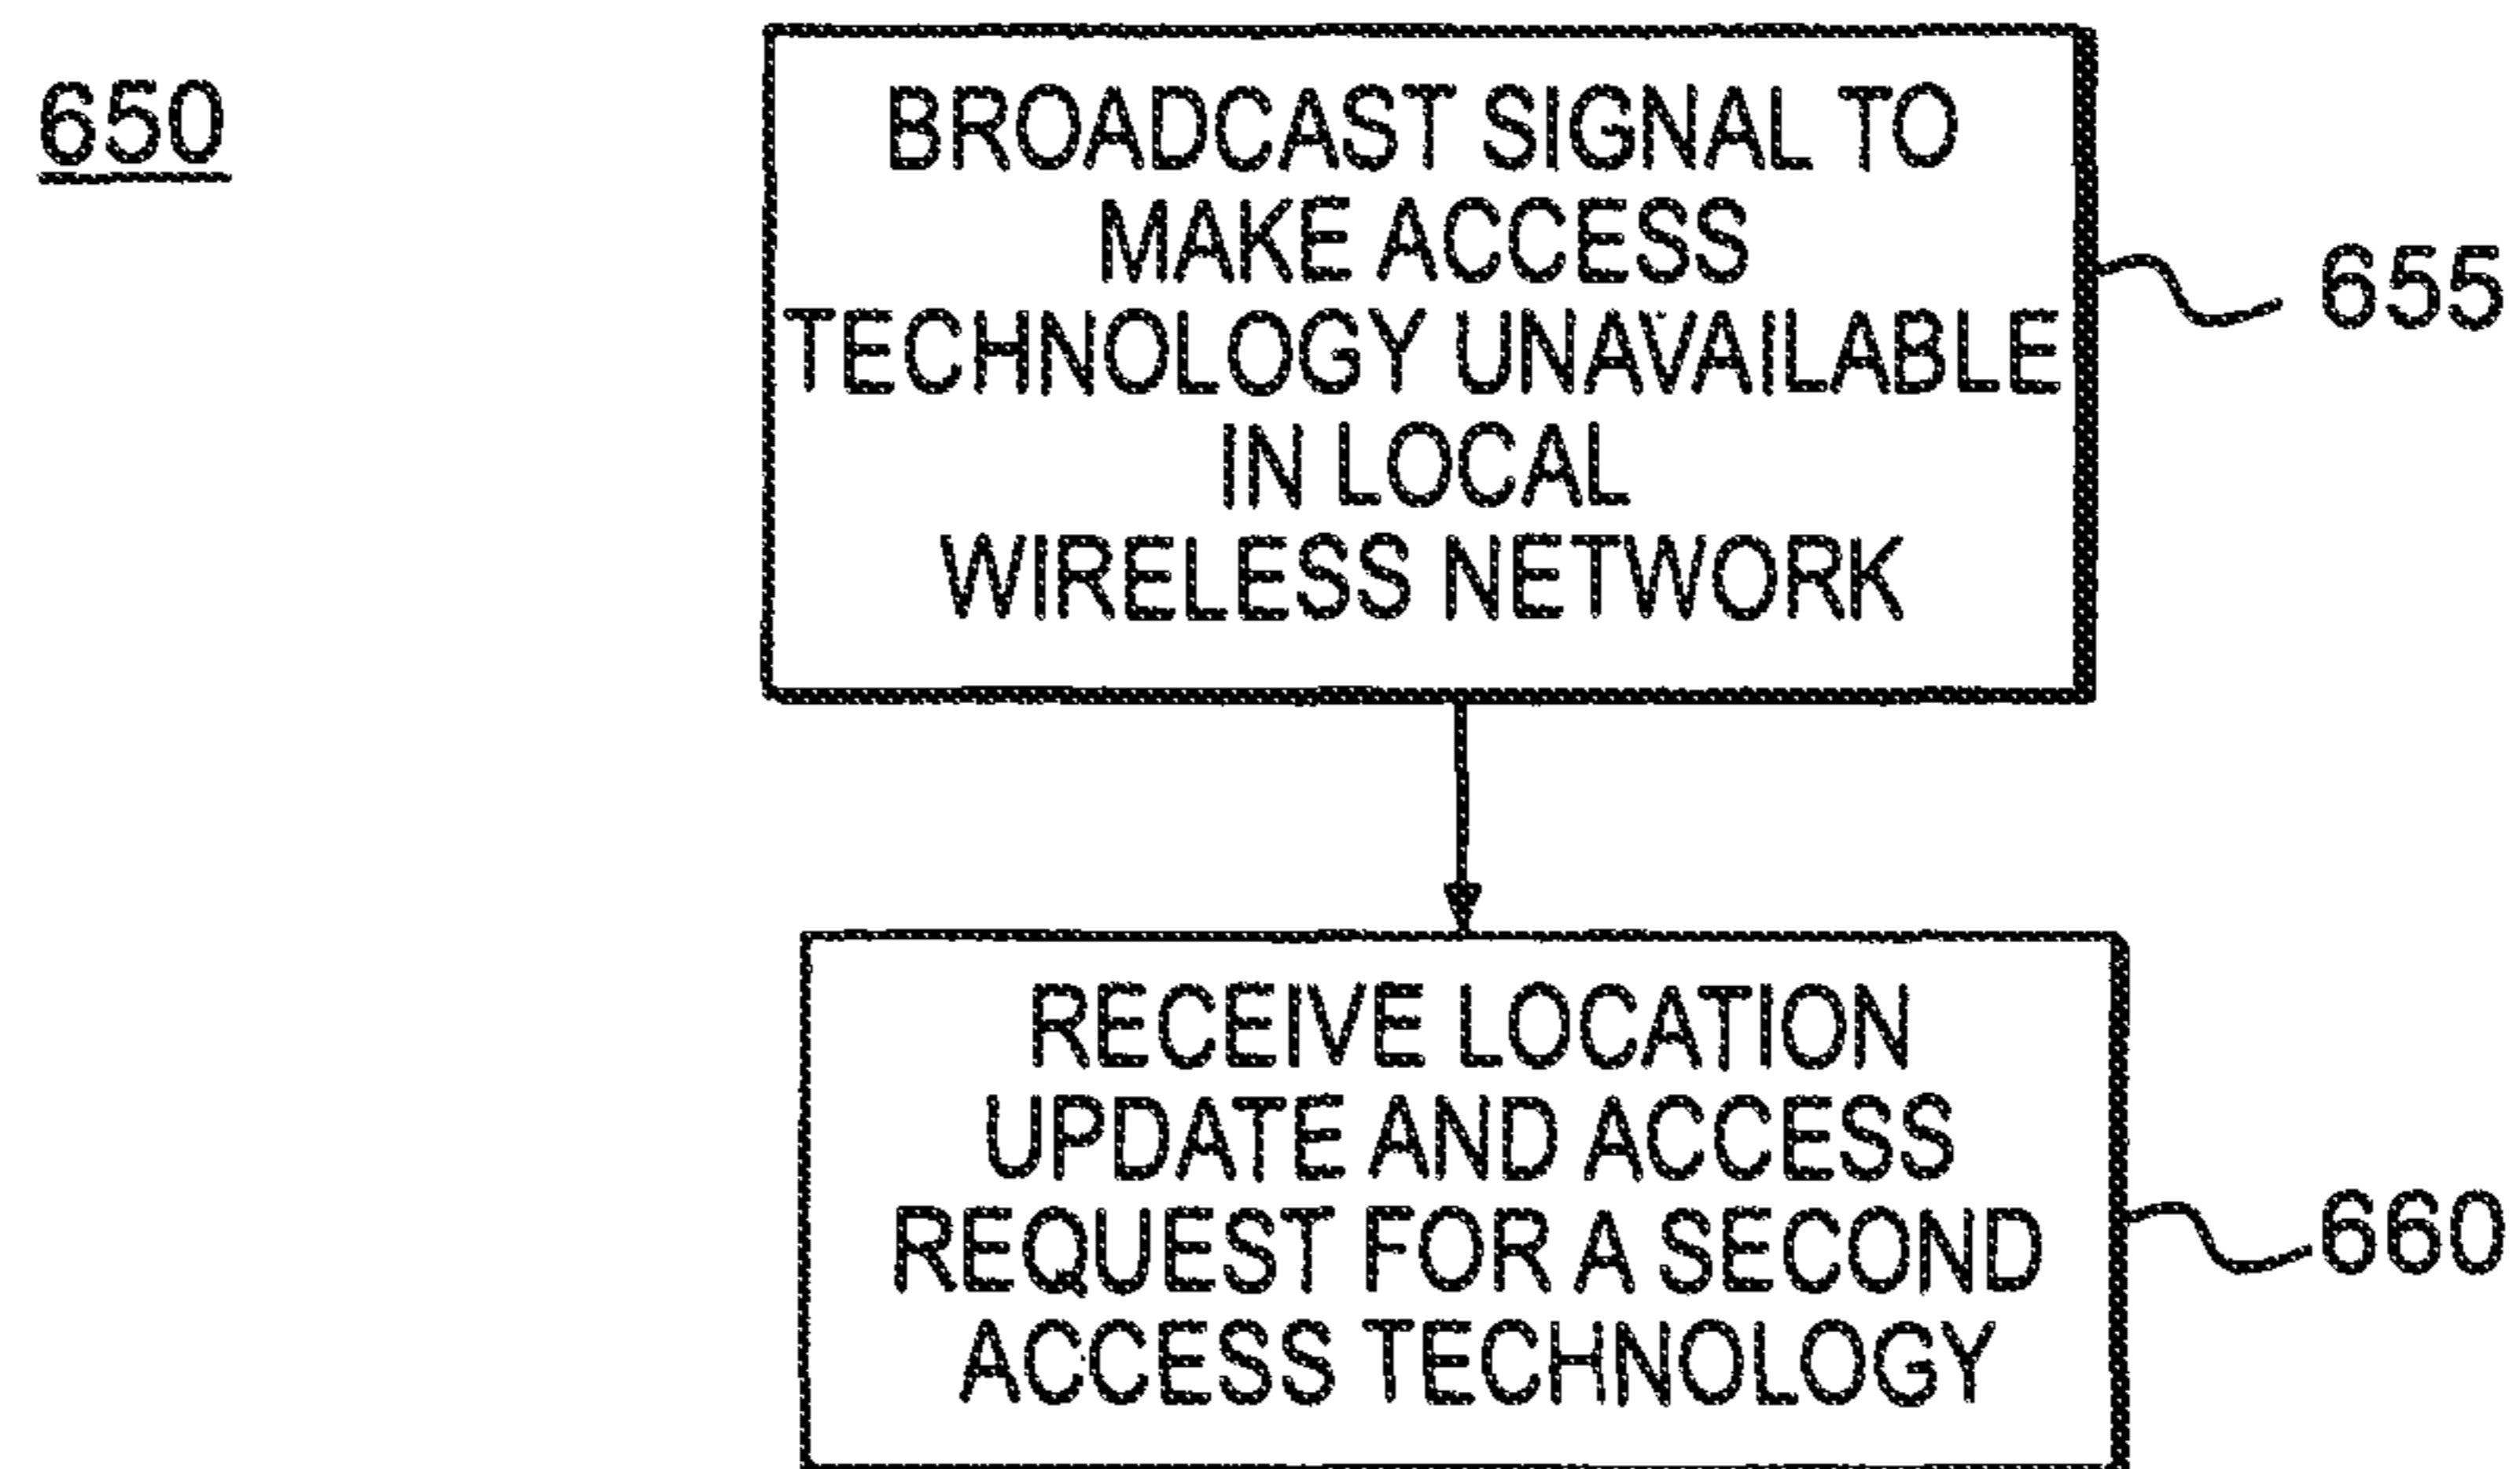 650
BROADCAST SIGNAL TO
MAKE ACCESS
TECHNOLOGY UNAVAILABLE
IN LOCAL
WIRELESS NETWORK
655
RECEIVE LOCATION
UPDATE AND ACCESS
REQUEST FOR A SECOND
ACCESS TECHNOLOGY
660